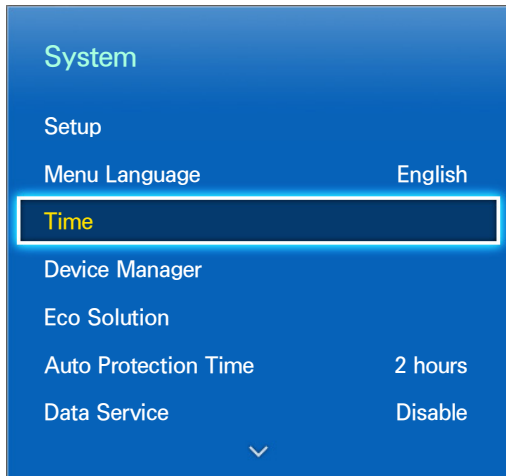 System
Setup
Menu Language English
Time
Device Manager
Eco Solution
Auto Protection Time 2 hours
Data Service Disable